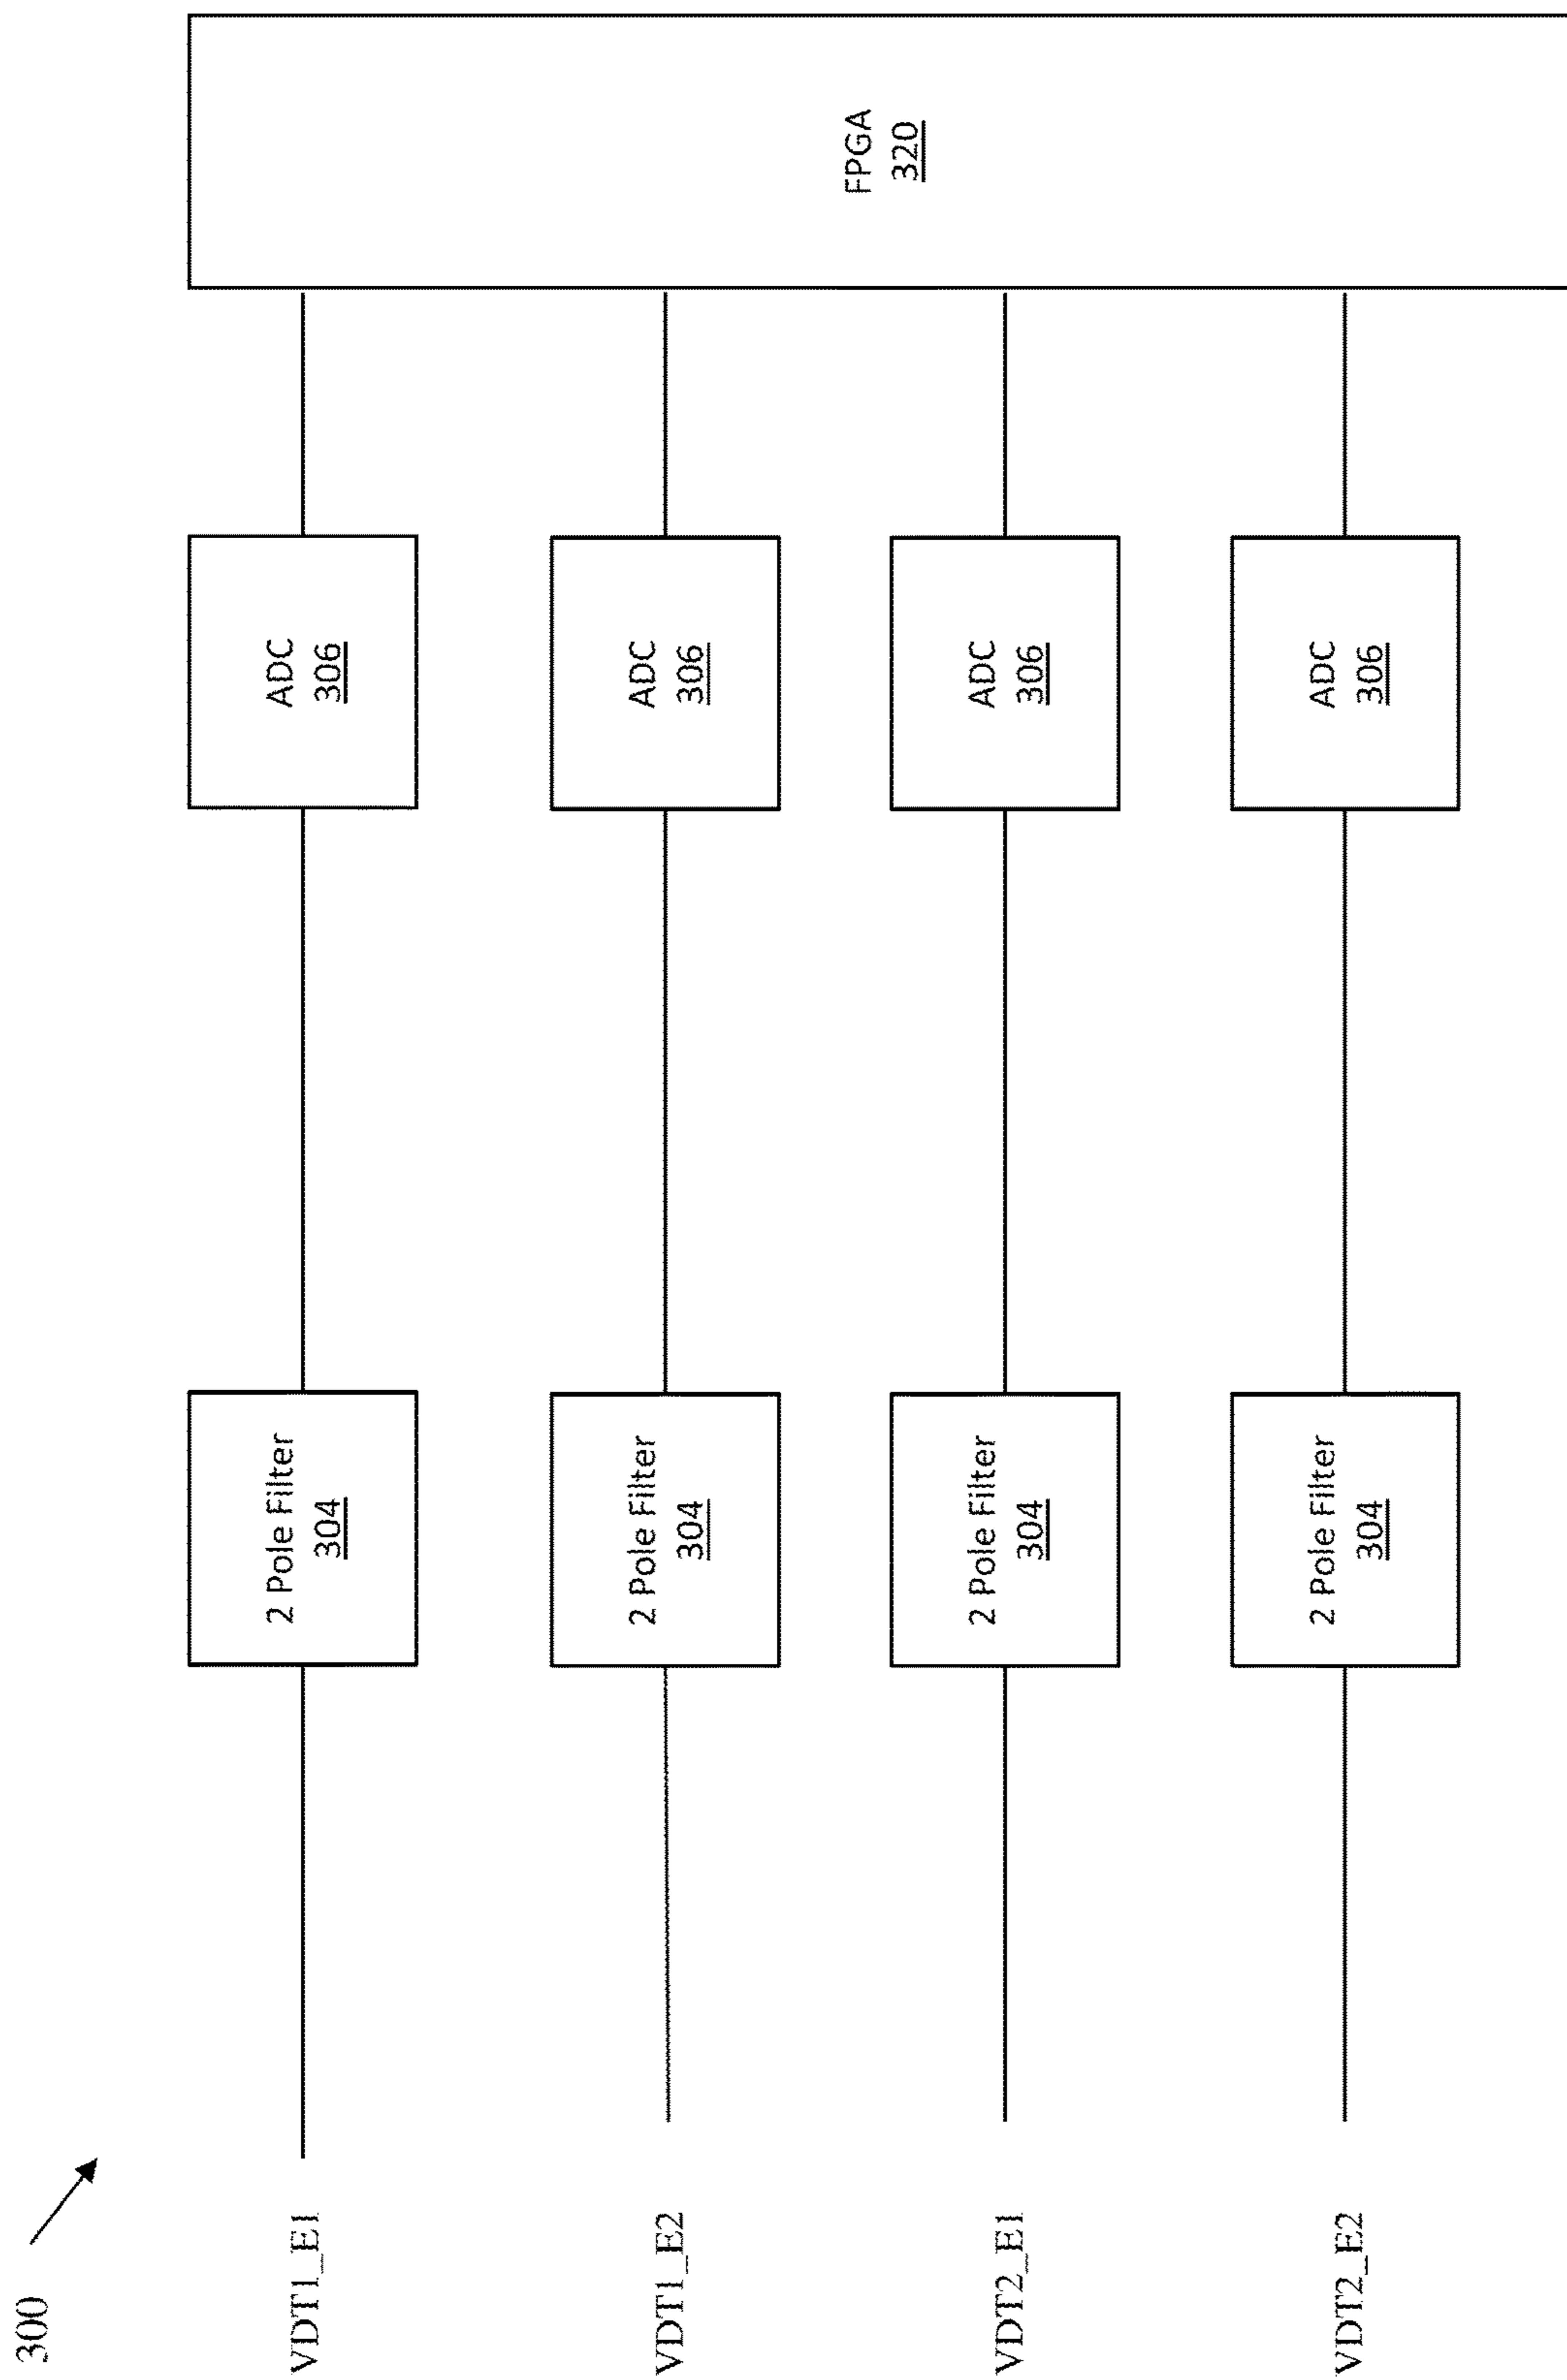 300
VDT1_E1
2 Pole Filter
304
ADC
306
VDT1_E2
2 Pole Filter
304
ADC
306
VDT2_E1
2 Pole Filter
304
ADC
306
VDT2_E2
2 Pole Filter
304
ADC
306
FPGA
320